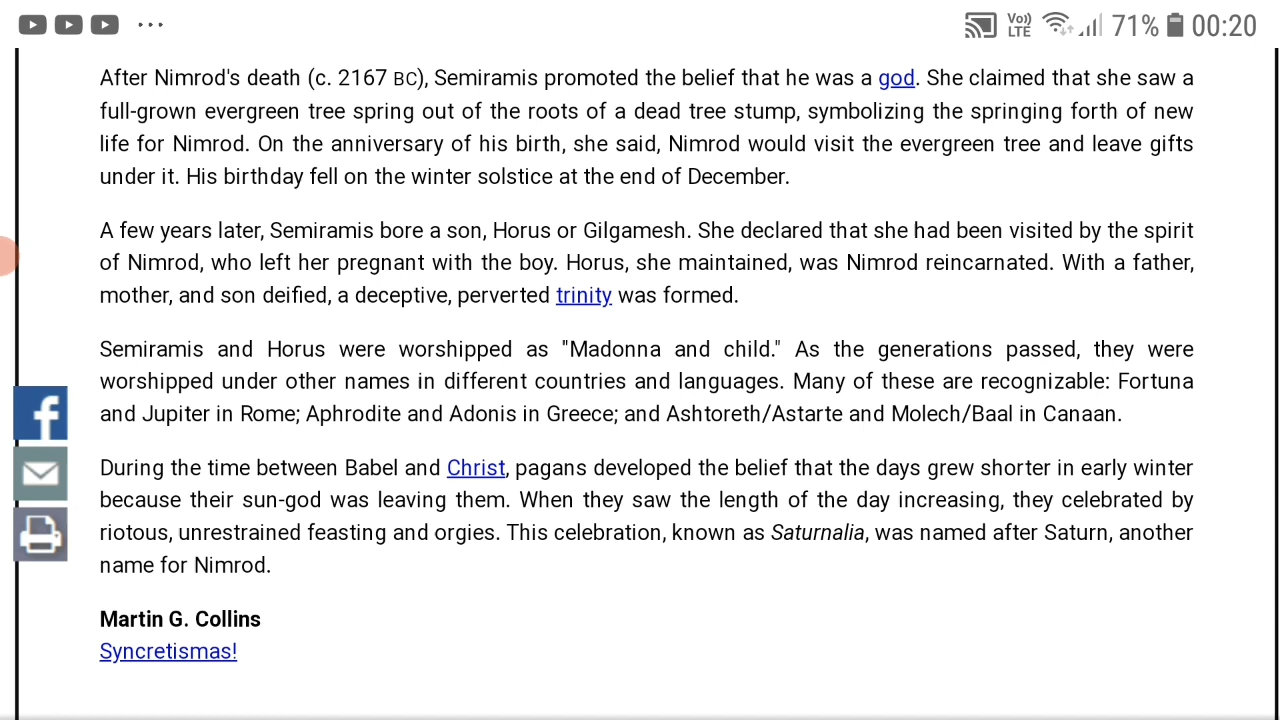 Vo)) LTE 71% 00:20
After Nimrod's death (c. 2167 BC), Semiramis promoted the belief that he was a god. She claimed that she saw a
full-grown evergreen tree spring out of the roots of a dead tree stump, symbolizing the springing forth of new
life for Nimrod. On the anniversary of his birth, she said, Nimrod would visit the evergreen tree and leave gifts
under it. His birthday fell on the winter solstice at the end of December.
A few years later, Semiramis bore a son, Horus or Gilgamesh. She declared that she had been visited by the spirit
of Nimrod, who left her pregnant with the boy. Horus, she maintained, was Nimrod reincarnated. With a father,
mother, and son deified, a deceptive, perverted trinity was formed.
Semiramis and Horus were worshipped as "Madonna and child." As the generations passed, they were
worshipped under other names in different countries and languages. Many of these are recognizable: Fortuna
and Jupiter in Rome; Aphrodite and Adonis in Greece; and Ashtoreth/Astarte and Molech/Baal in Canaan.
During the time between Babel and Christ, pagans developed the belief that the days grew shorter in early winter
because their sun-god was leaving them. When they saw the length of the day increasing, they celebrated by
riotous, unrestrained feasting and orgies. This celebration, known as Saturnalia, was named after Saturn, another
name for Nimrod.
Martin G. Collins
Syncretismas!